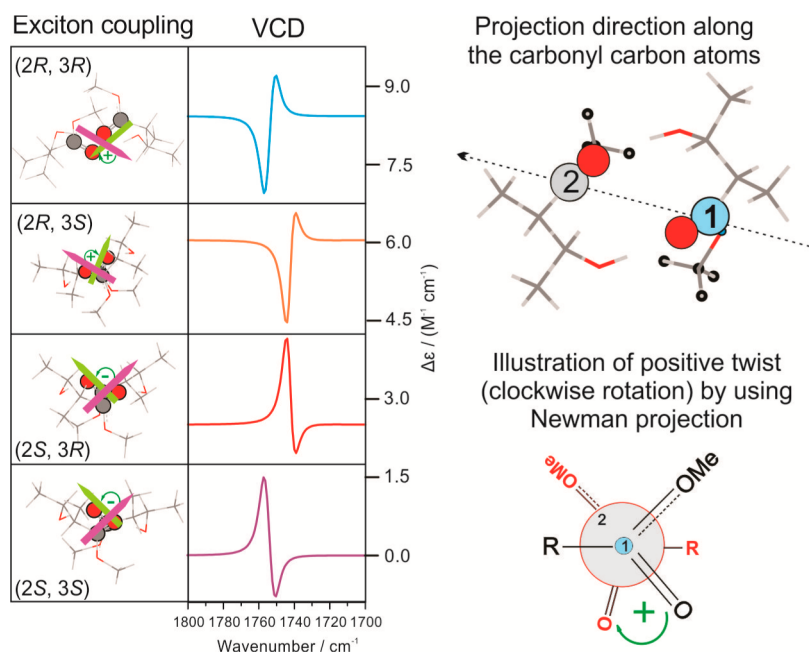 Exciton coupling
VCD
(2R, 3R)
+
(2R, 3S)
+
-
(2S, 3R)
-
(2S, 3S)
9.0
7.5
6.0
4.5
3.0
1.5
0.0
Δε / (M⁻¹ cm⁻¹)
1800 1780 1760 1740 1720 1700
Wavenumber / cm⁻¹
Projection direction along
the carbonyl carbon atoms
2
1
Illustration of positive twist
(clockwise rotation) by using
Newman projection
OMe
OMe
2
R
1
R
O
O
+